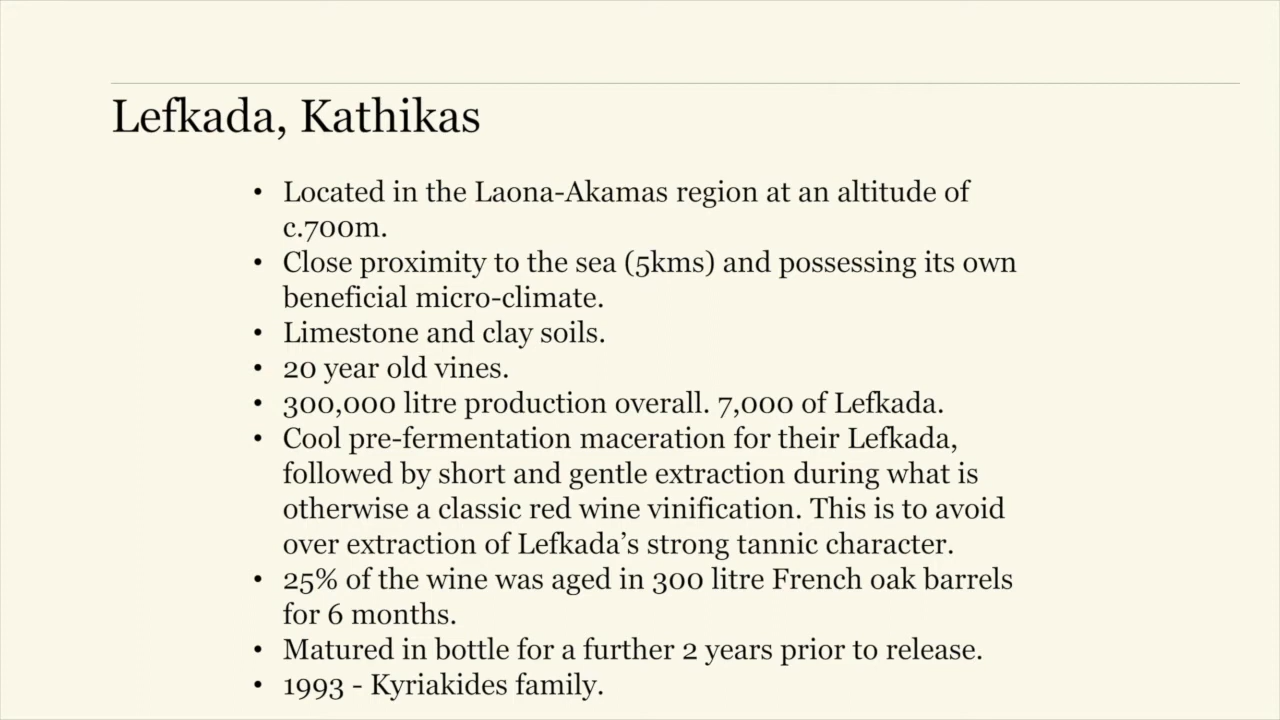 Lefkada, Kathikas
• Located in the Laona-Akamas region at an altitude of
c.700m.
• Close proximity to the sea (5kms) and possessing its own
beneficial micro-climate.
• Limestone and clay soils.
• 20 year old vines.
• 300,000 litre production overall. 7,000 of Lefkada.
• Cool pre-fermentation maceration for their Lefkada,
followed by short and gentle extraction during what is
otherwise a classic red wine vinification. This is to avoid
over extraction of Lefkada’s strong tannic character.
• 25% of the wine was aged in 300 litre French oak barrels
for 6 months.
• Matured in bottle for a further 2 years prior to release.
• 1993 - Kyriakides family.